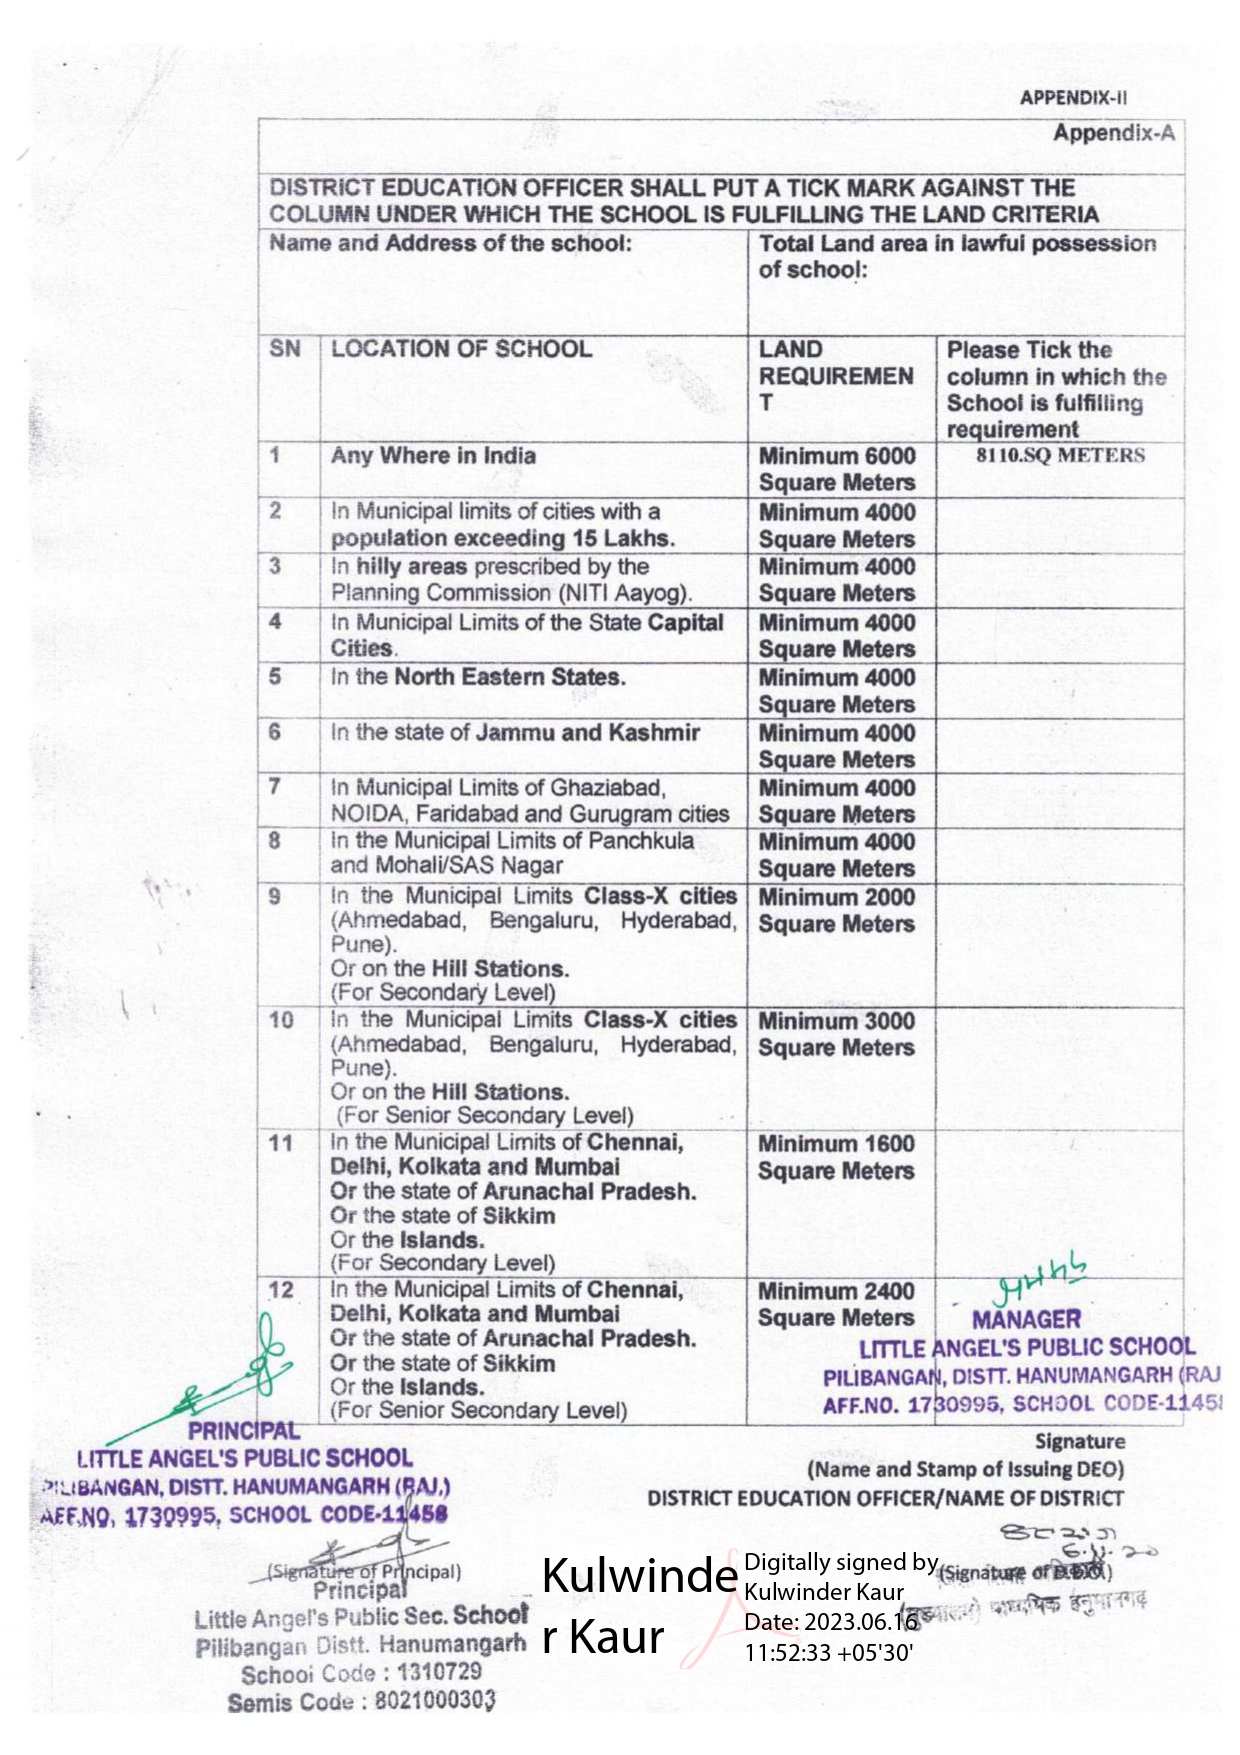 APPENDIX-II
Appendix-A
DISTRICT EDUCATION OFFICER SHALL PUT A TICK MARK AGAINST THE
COLUMN UNDER WHICH THE SCHOOL IS FULFILLING THE LAND CRITERIA
Name and Address of the school:
Total Land area in lawful possession
of school:
SN
LOCATION OF SCHOOL
LAND
REQUIREMEN
T
Please Tick the
column in which the
School is fulfilling
requirement
1
Any Where in India
Minimum 6000
Square Meters
8110.SQ METERS
2
In Municipal limits of cities with a
population exceeding 15 Lakhs.
Minimum 4000
Square Meters
3
In hilly areas prescribed by the
Planning Commission (NITI Aayog).
Minimum 4000
Square Meters
4
In Municipal Limits of the State Capital
Cities.
Minimum 4000
Square Meters
5
In the North Eastern States.
Minimum 4000
Square Meters
6
In the state of Jammu and Kashmir
Minimum 4000
Square Meters
7
In Municipal Limits of Ghaziabad,
NOIDA, Faridabad and Gurugram cities
Minimum 4000
Square Meters
8
In the Municipal Limits of Panchkula
and Mohali/SAS Nagar
Minimum 4000
Square Meters
9
In the Municipal Limits Class-X cities
(Ahmedabad, Bengaluru, Hyderabad,
Pune).
Or on the Hill Stations.
(For Secondary Level)
Minimum 2000
Square Meters
10
In the Municipal Limits Class-X cities
(Ahmedabad, Bengaluru, Hyderabad,
Pune).
Or on the Hill Stations.
(For Senior Secondary Level)
Minimum 3000
Square Meters
11
In the Municipal Limits of Chennai,
Delhi, Kolkata and Mumbai
Or the state of Arunachal Pradesh.
Or the state of Sikkim
Or the Islands.
(For Secondary Level)
Minimum 1600
Square Meters
12
In the Municipal Limits of Chennai,
Delhi, Kolkata and Mumbai
Or the state of Arunachal Pradesh.
Or the state of Sikkim
Or the Islands.
(For Senior Secondary Level)
Minimum 2400
Square Meters
MANAGER
LITTLE ANGEL'S PUBLIC SCHOOL
PILIBANGAN, DISTT. HANUMANGARH (RAJ
AFF.NO. 1730995, SCHOOL CODE-11458
PRINCIPAL
LITTLE ANGEL'S PUBLIC SCHOOL
PILIBANGAN, DISTT. HANUMANGARH (RAJ.)
AFF.NO, 1730995, SCHOOL CODE-11458
Signature
(Name and Stamp of Issuing DEO)
DISTRICT EDUCATION OFFICER/NAME OF DISTRICT
(Signature of Principal)
Principal
Little Angel's Public Sec. School
Pilibangan Distt. Hanumangarh
School Code : 1310729
Semis Code : 8021000303
Kulwinde
r Kaur
Digitally signed by
Kulwinder Kaur
Date: 2023.06.16
11:52:33 +05'30'
6.11.20
(Signature of D.E.O.)
माध्यमिक हनुमानगढ़